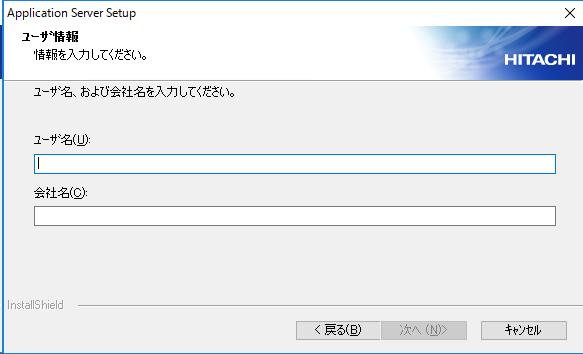 Application Server Setup
ユーザ情報
情報を入力してください。
HITACHI
ユーザ名、および会社名を入力してください。
ユーザ名(U):
会社名(C):
InstallShield
< 戻る(B)
次へ (N)>
キャンセル